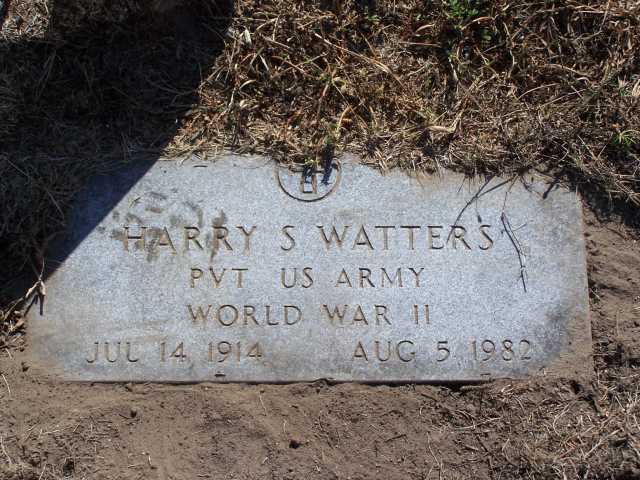 HARRY S WATTERS
PVT US ARMY
WORLD WAR II
JUL 14 1914 AUG 5 1982